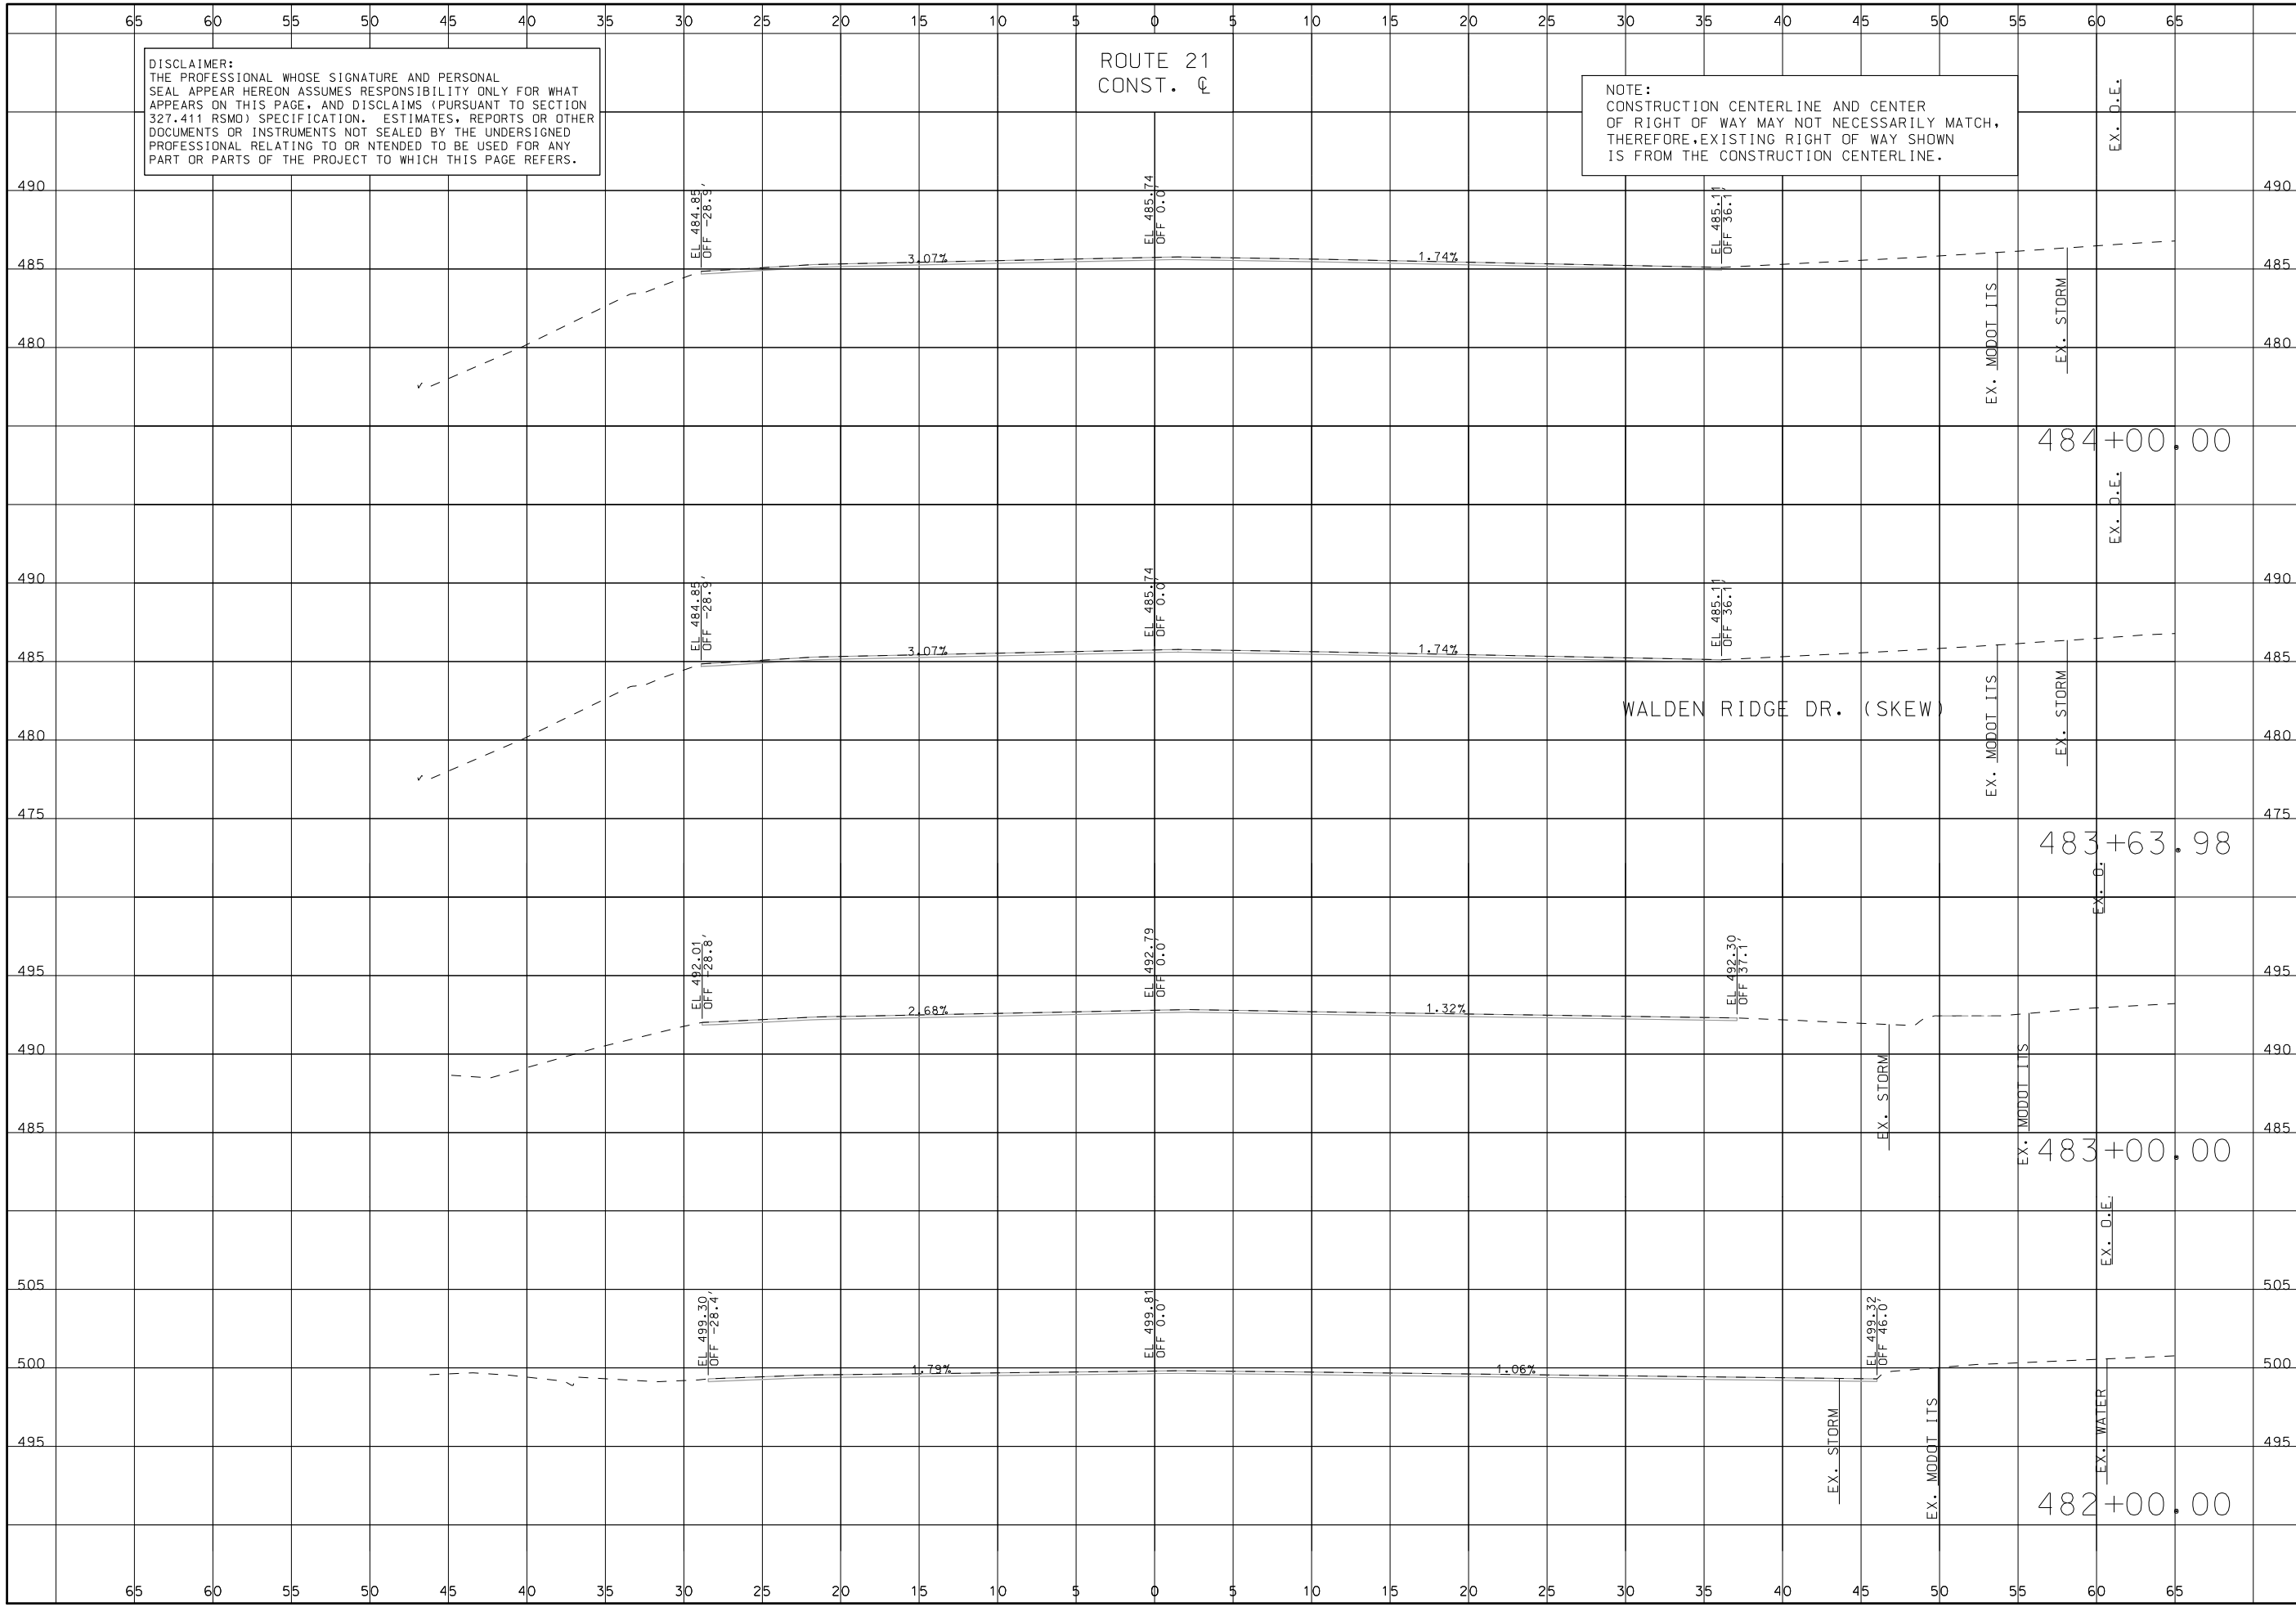 65 60 55 50 45 40 35 30 25 20 15 10 5 0 5 10 15 20 25 30 35 40 45 50 55 60 65
DISCLAIMER:
THE PROFESSIONAL WHOSE SIGNATURE AND PERSONAL
SEAL APPEAR HEREON ASSUMES RESPONSIBILITY ONLY FOR WHAT
APPEARS ON THIS PAGE, AND DISCLAIMS (PURSUANT TO SECTION
327.411 RSMO) SPECIFICATION. ESTIMATES, REPORTS OR OTHER
DOCUMENTS OR INSTRUMENTS NOT SEALED BY THE UNDERSIGNED
PROFESSIONAL RELATING TO OR NTENDED TO BE USED FOR ANY
PART OR PARTS OF THE PROJECT TO WHICH THIS PAGE REFERS.
ROUTE 21
CONST. ℄
NOTE:
CONSTRUCTION CENTERLINE AND CENTER
OF RIGHT OF WAY MAY NOT NECESSARILY MATCH,
THEREFORE,EXISTING RIGHT OF WAY SHOWN
IS FROM THE CONSTRUCTION CENTERLINE.
EX. O.E.
490 490
EL 484.85
OFF -28.9'
EL 485.74
OFF 0.0'
EL 485.11
OFF 36.1'
3.07% 1.74%
485 485
EX. MODOT ITS
EX. STORM
480 480
484+00.00
EX. O.E.
490 490
EL 484.85
OFF -28.9'
EL 485.74
OFF 0.0'
EL 485.11
OFF 36.1'
3.07% 1.74%
485 485
WALDEN RIDGE DR. (SKEW)
EX. MODOT ITS
EX. STORM
480 480
475 475
483+63.98
EX. O.
495 495
EL 492.01
OFF -28.8'
EL 492.79
OFF 0.0'
EL 492.30
OFF 37.1'
2.68% 1.32%
490 490
EX. STORM
EX. MODOT ITS
485 485
483+00.00
EX. O.E.
505 505
EL 499.30
OFF -28.4'
EL 499.81
OFF 0.0'
EL 499.32
OFF 46.0'
500 500
1.79% 1.06%
EX. STORM
EX. MODOT ITS
EX. WATER
495 495
482+00.00
65 60 55 50 45 40 35 30 25 20 15 10 5 0 5 10 15 20 25 30 35 40 45 50 55 60 65